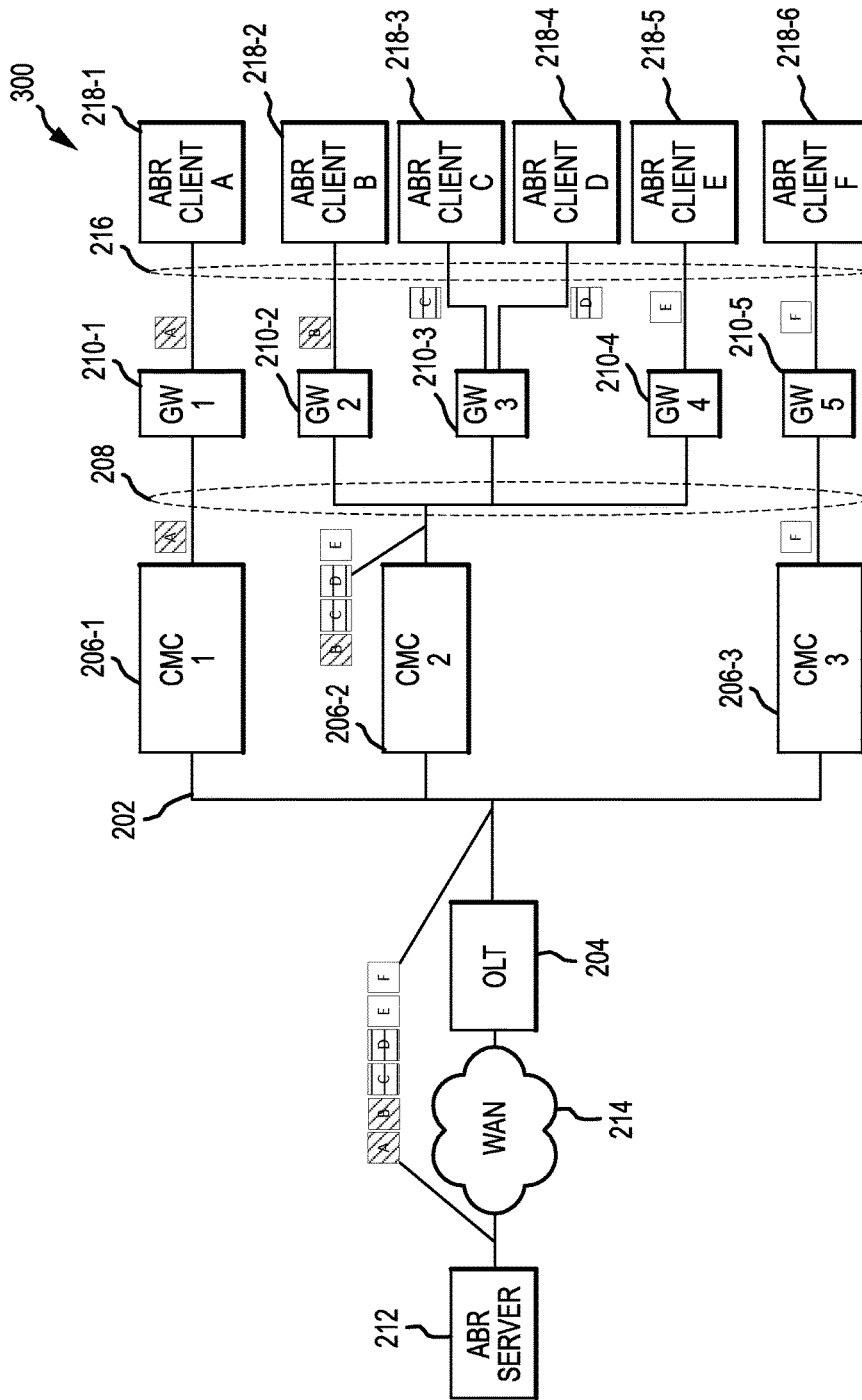 300
218-1
ABR
CLIENT
A
218-2
ABR
CLIENT
B
218-3
ABR
CLIENT
C
218-4
ABR
CLIENT
D
218-5
ABR
CLIENT
E
218-6
ABR
CLIENT
F
216
A
B
C
D
E
F
210-1
GW
1
210-2
GW
2
210-3
GW
3
210-4
GW
4
210-5
GW
5
208
A
B C D E
F
206-1
CMC
1
206-2
CMC
2
206-3
CMC
3
202
A B C D E F
OLT
204
WAN
214
212
ABR
SERVER